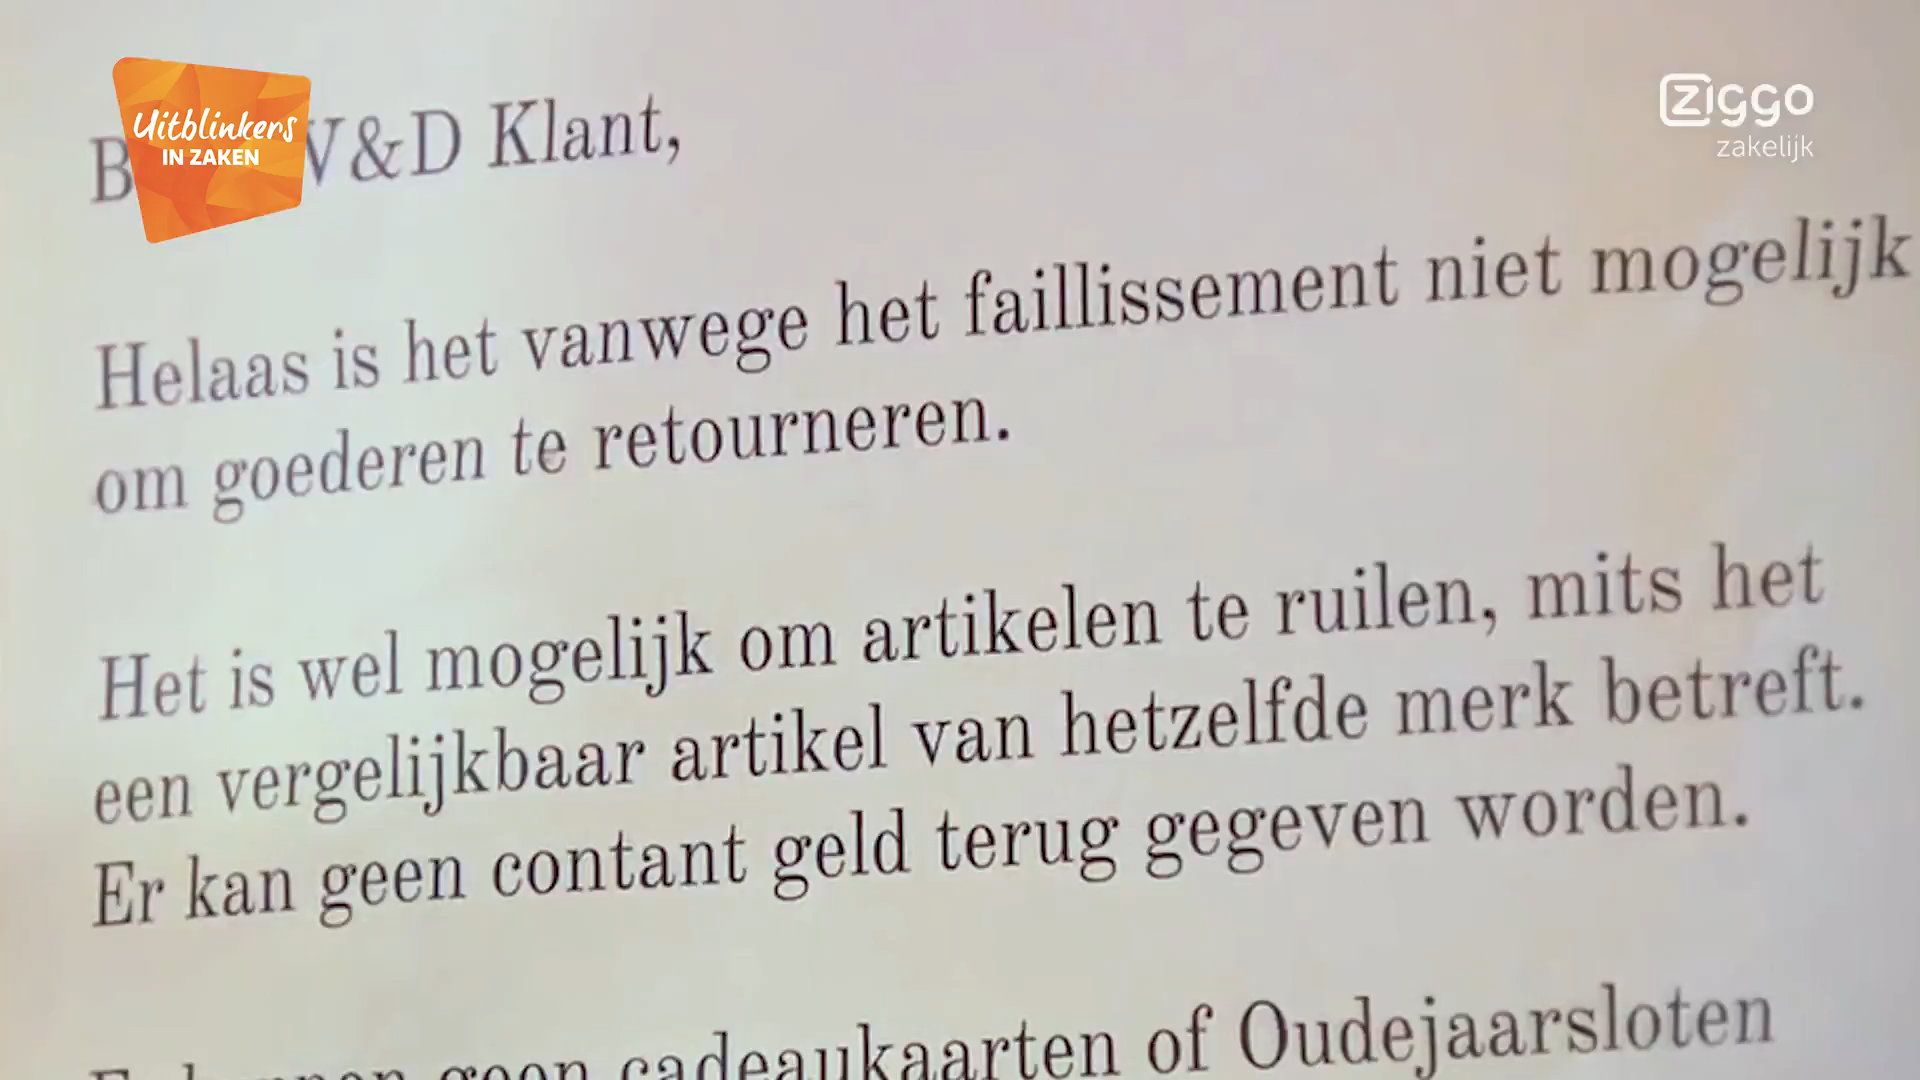 Uitblinkers
IN ZAKEN
Ziggo
zakelijk
V&D Klant,
Helaas is het vanwege het faillissement niet mogelijk
om goederen te retourneren.
Het is wel mogelijk om artikelen te ruilen, mits het
een vergelijkbaar artikel van hetzelfde merk betreft.
Er kan geen contant geld terug gegeven worden.
geen cadeaukaarten of Oudejaarsloten